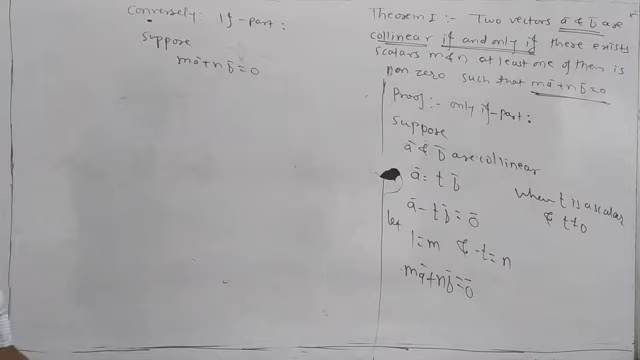 Theorem I :- Two vectors ā & b̄ are
collinear if and only if there exists
scalars m & n at least one of them is
non zero such that mā+nb̄=0
Proof :- only if-part:
suppose
ā & b̄ are collinear
ā = t b̄
when t is a scalar
& t≠0
ā - t b̄ = ō
let
1=m & -t=n
mā+nb̄=ō
Conversely: If-part:
suppose
mā+nb̄=0